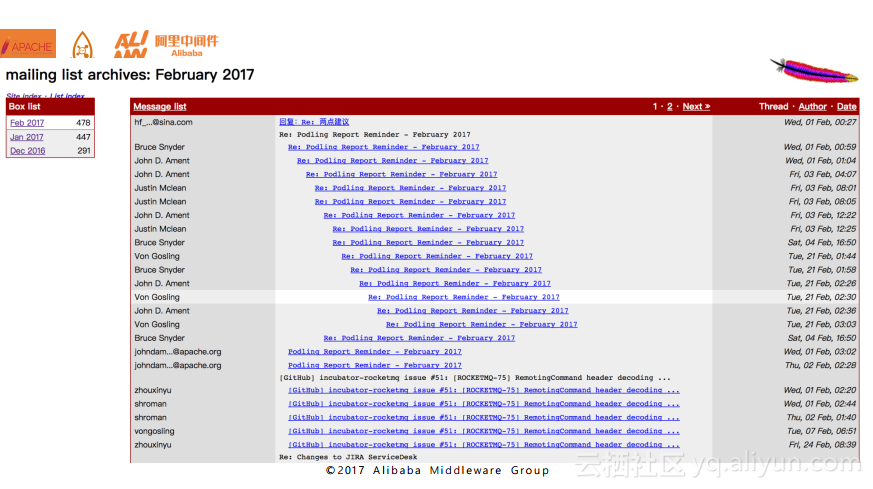 APACHE
阿里中间件
Alibaba
mailing list archives: February 2017
Site index · List index
Box list
Feb 2017 478
Jan 2017 447
Dec 2016 291
Message list 1 · 2 · Next » Thread · Author · Date
hf_...@sina.com 回复：Re: 两点建议 Wed, 01 Feb, 00:27
Re: Podling Report Reminder - February 2017
Bruce Snyder Re: Podling Report Reminder - February 2017 Wed, 01 Feb, 00:59
John D. Ament Re: Podling Report Reminder - February 2017 Wed, 01 Feb, 01:04
John D. Ament Re: Podling Report Reminder - February 2017 Fri, 03 Feb, 04:07
Justin Mclean Re: Podling Report Reminder - February 2017 Fri, 03 Feb, 08:01
Justin Mclean Re: Podling Report Reminder - February 2017 Fri, 03 Feb, 08:05
John D. Ament Re: Podling Report Reminder - February 2017 Fri, 03 Feb, 12:22
Justin Mclean Re: Podling Report Reminder - February 2017 Fri, 03 Feb, 12:25
Bruce Snyder Re: Podling Report Reminder - February 2017 Sat, 04 Feb, 16:50
Von Gosling Re: Podling Report Reminder - February 2017 Tue, 21 Feb, 01:44
Bruce Snyder Re: Podling Report Reminder - February 2017 Tue, 21 Feb, 01:58
John D. Ament Re: Podling Report Reminder - February 2017 Tue, 21 Feb, 02:26
Von Gosling Re: Podling Report Reminder - February 2017 Tue, 21 Feb, 02:30
John D. Ament Re: Podling Report Reminder - February 2017 Tue, 21 Feb, 02:36
Von Gosling Re: Podling Report Reminder - February 2017 Tue, 21 Feb, 03:03
Bruce Snyder Re: Podling Report Reminder - February 2017 Sat, 04 Feb, 16:50
johndam...@apache.org Podling Report Reminder - February 2017 Wed, 01 Feb, 03:02
johndam...@apache.org Podling Report Reminder - February 2017 Thu, 02 Feb, 02:28
[GitHub] incubator-rocketmq issue #51: [ROCKETMQ-75] RemotingCommand header decoding ...
zhouxinyu [GitHub] incubator-rocketmq issue #51: [ROCKETMQ-75] RemotingCommand header decoding ... Wed, 01 Feb, 02:20
shroman [GitHub] incubator-rocketmq issue #51: [ROCKETMQ-75] RemotingCommand header decoding ... Wed, 01 Feb, 02:44
shroman [GitHub] incubator-rocketmq issue #51: [ROCKETMQ-75] RemotingCommand header decoding ... Thu, 02 Feb, 01:40
vongosling [GitHub] incubator-rocketmq issue #51: [ROCKETMQ-75] RemotingCommand header decoding ... Tue, 07 Feb, 06:51
zhouxinyu [GitHub] incubator-rocketmq issue #51: [ROCKETMQ-75] RemotingCommand header decoding ... Fri, 24 Feb, 08:39
Re: Changes to JIRA ServiceDesk
©2017 Alibaba Middleware Group
云栖社区 yq.aliyun.com